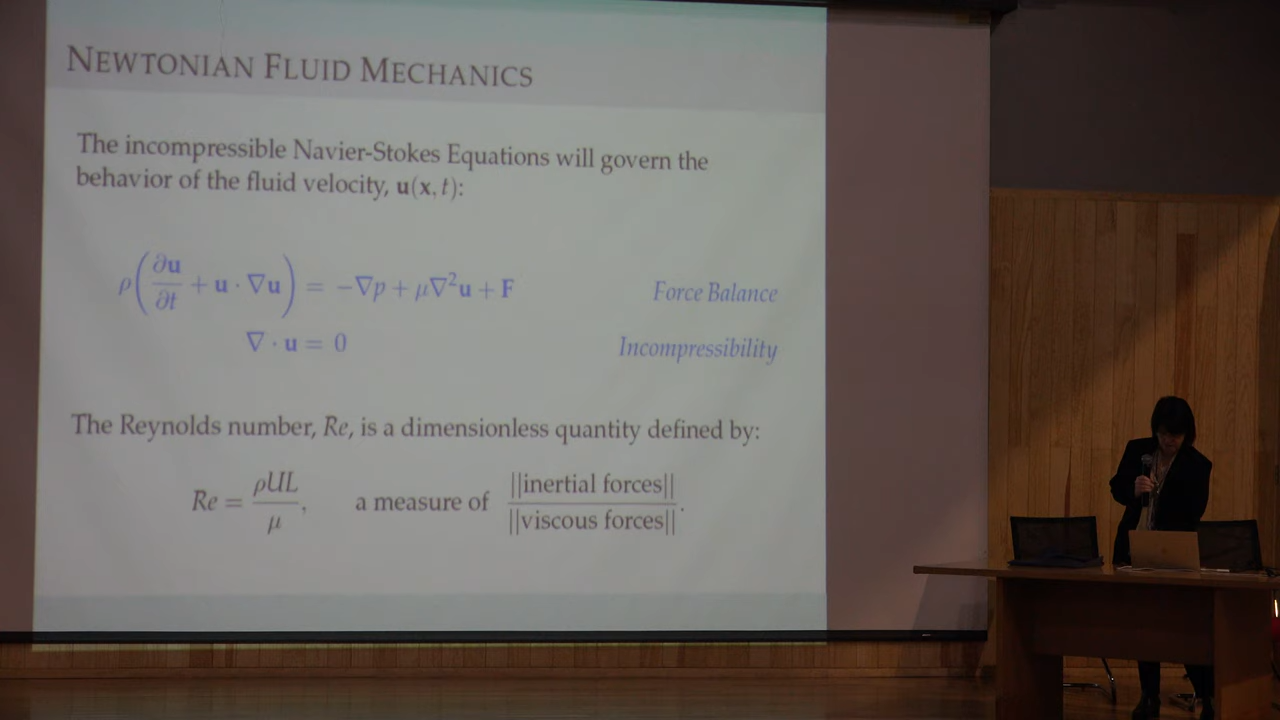 NEWTONIAN FLUID MECHANICS
The incompressible Navier-Stokes Equations will govern the
behavior of the fluid velocity, u(x, t):
ρ(∂u/∂t + u · ∇u) = −∇p + μ∇²u + F Force Balance
∇ · u = 0 Incompressibility
The Reynolds number, Re, is a dimensionless quantity defined by:
Re = ρUL/μ, a measure of ||inertial forces||/||viscous forces||.